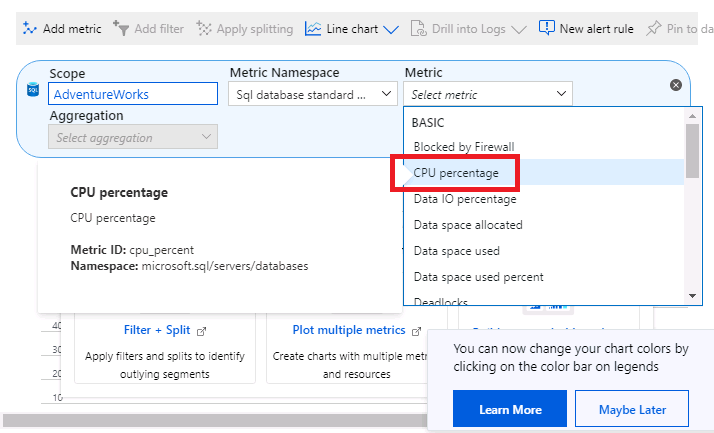 Add metric
Add filter
Apply splitting
Line chart
Drill into Logs
New alert rule
Pin to da
Scope
Metric Namespace
Metric
SQL
AdventureWorks
Sql database standard ...
Select metric
Aggregation
Select aggregation
BASIC
Blocked by Firewall
CPU percentage
Data IO percentage
Data space allocated
Data space used
Data space used percent
Deadlocks
CPU percentage
CPU percentage
Metric ID: cpu_percent
Namespace: microsoft.sql/servers/databases
40
30
20
10
Filter + Split
Apply filters and splits to identify
outlying segments
Plot multiple metrics
Create charts with multiple metr
and resources
You can now change your chart colors by
clicking on the color bar on legends
Learn More
Maybe Later